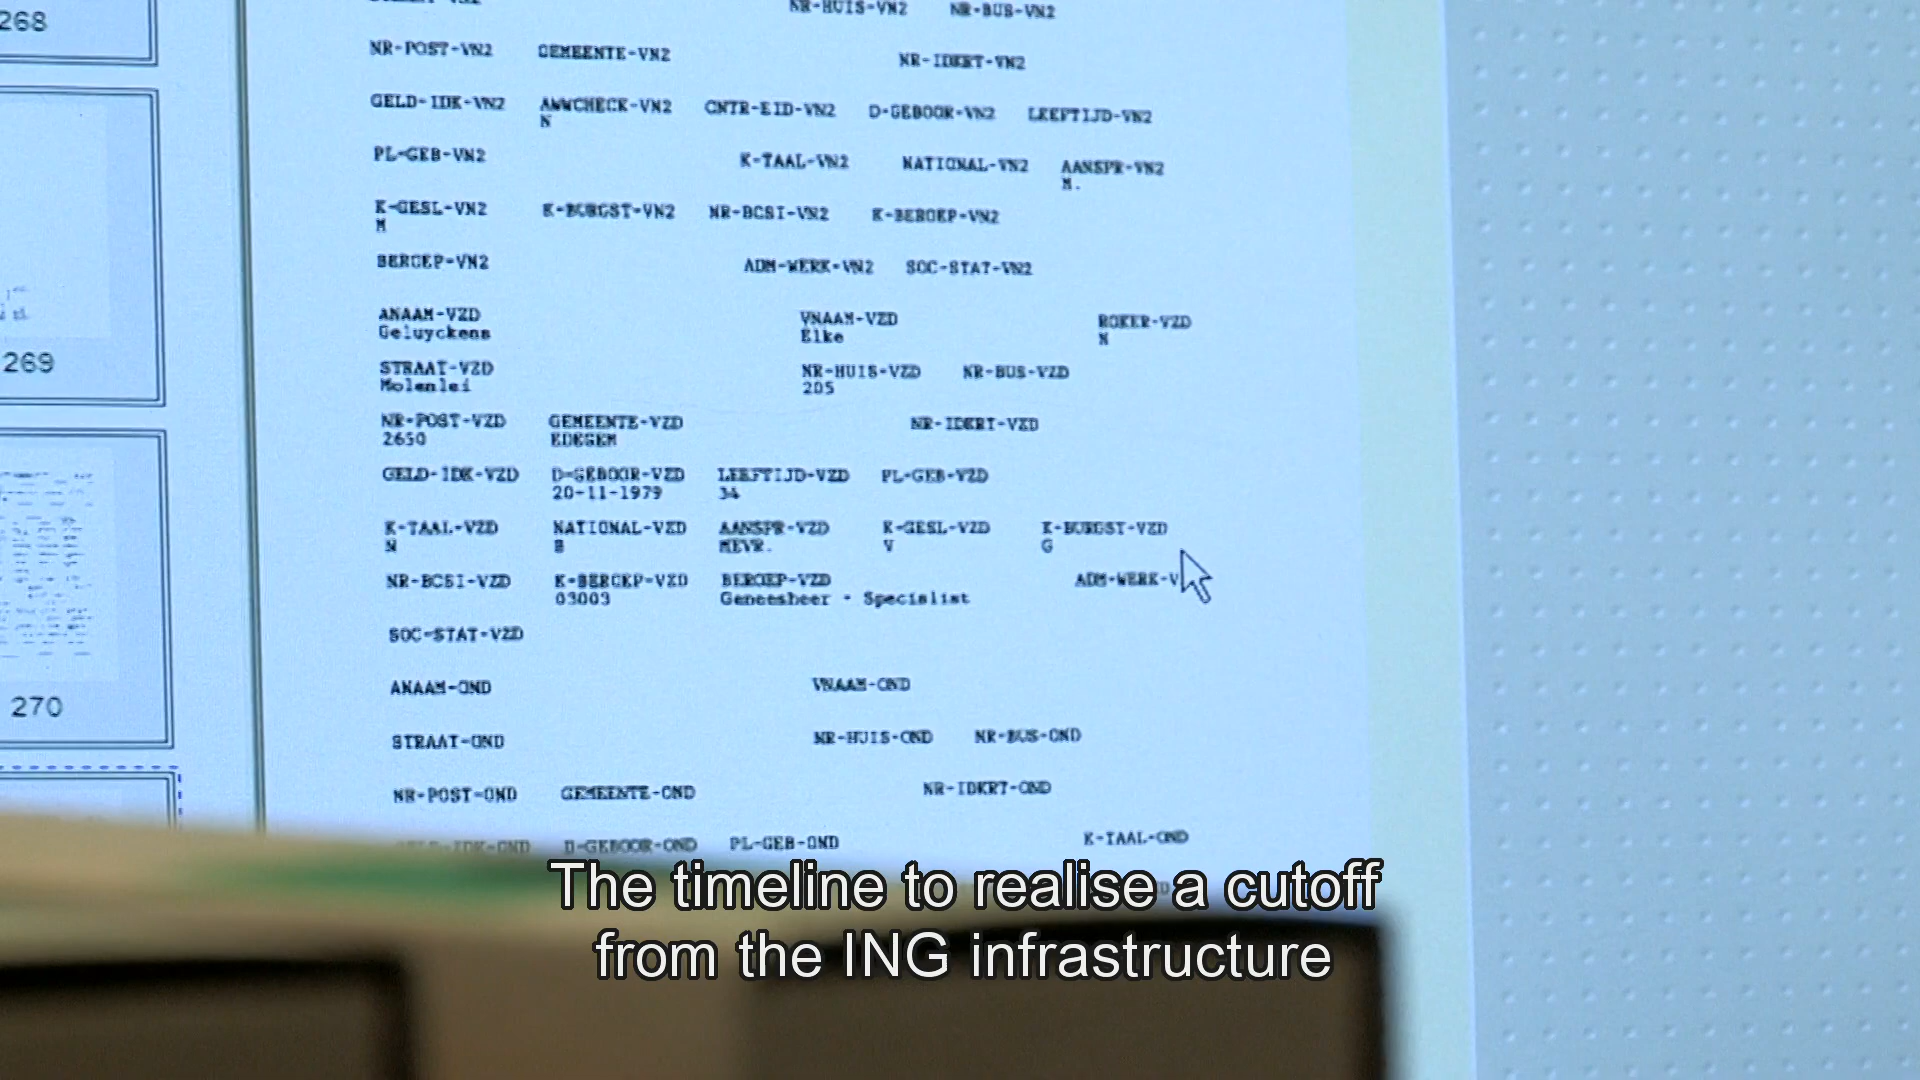 268
NR-HUIS-VN2 NR-BUS-VN2
NR-POST-VN2 GEMEENTE-VN2 NR-IDKRT-VN2
GELD-IDK-VN2 AWWCHECK-VN2 CNTR-EID-VN2 D-GEBOOR-VN2 LEEFTIJD-VN2
N
PL-GEB-VN2 K-TAAL-VN2 NATIONAL-VN2 AANSPR-VN2
M.
K-GESL-VN2 K-BURGST-VN2 NR-BCSI-VN2 K-BEROEP-VN2
M
BEROEP-VN2 ADM-WERK-VN2 SOC-STAT-VN2
ANAAM-VZD VNAAM-VZD ROKER-VZD
Geluyckens Elke N
269
STRAAT-VZD NR-HUIS-VZD NR-BUS-VZD
Molenlei 205
NR-POST-VZD GEMEENTE-VZD NR-IDKRT-VZD
2650 EDEGEM
GELD-IDK-VZD D-GEBOOR-VZD LEEFTIJD-VZD PL-GEB-VZD
20-11-1979 34
K-TAAL-VZD NATIONAL-VZD AANSPR-VZD K-GESL-VZD K-BURGST-VZD
N B MEVR. V G
NR-BCSI-VZD K-BEROEP-VZD BEROEP-VZD ADM-WERK-V
03003 Geneesheer - Specialist
SOC-STAT-VZD
ANAAM-OND VNAAM-OND
270
STRAAT-OND NR-HUIS-OND NR-BUS-OND
NR-POST-OND GEMEENTE-OND NR-IDKRT-OND
GELD-IDK-OND D-GEBOOR-OND PL-GEB-OND K-TAAL-OND
The timeline to realise a cutoff
from the ING infrastructure